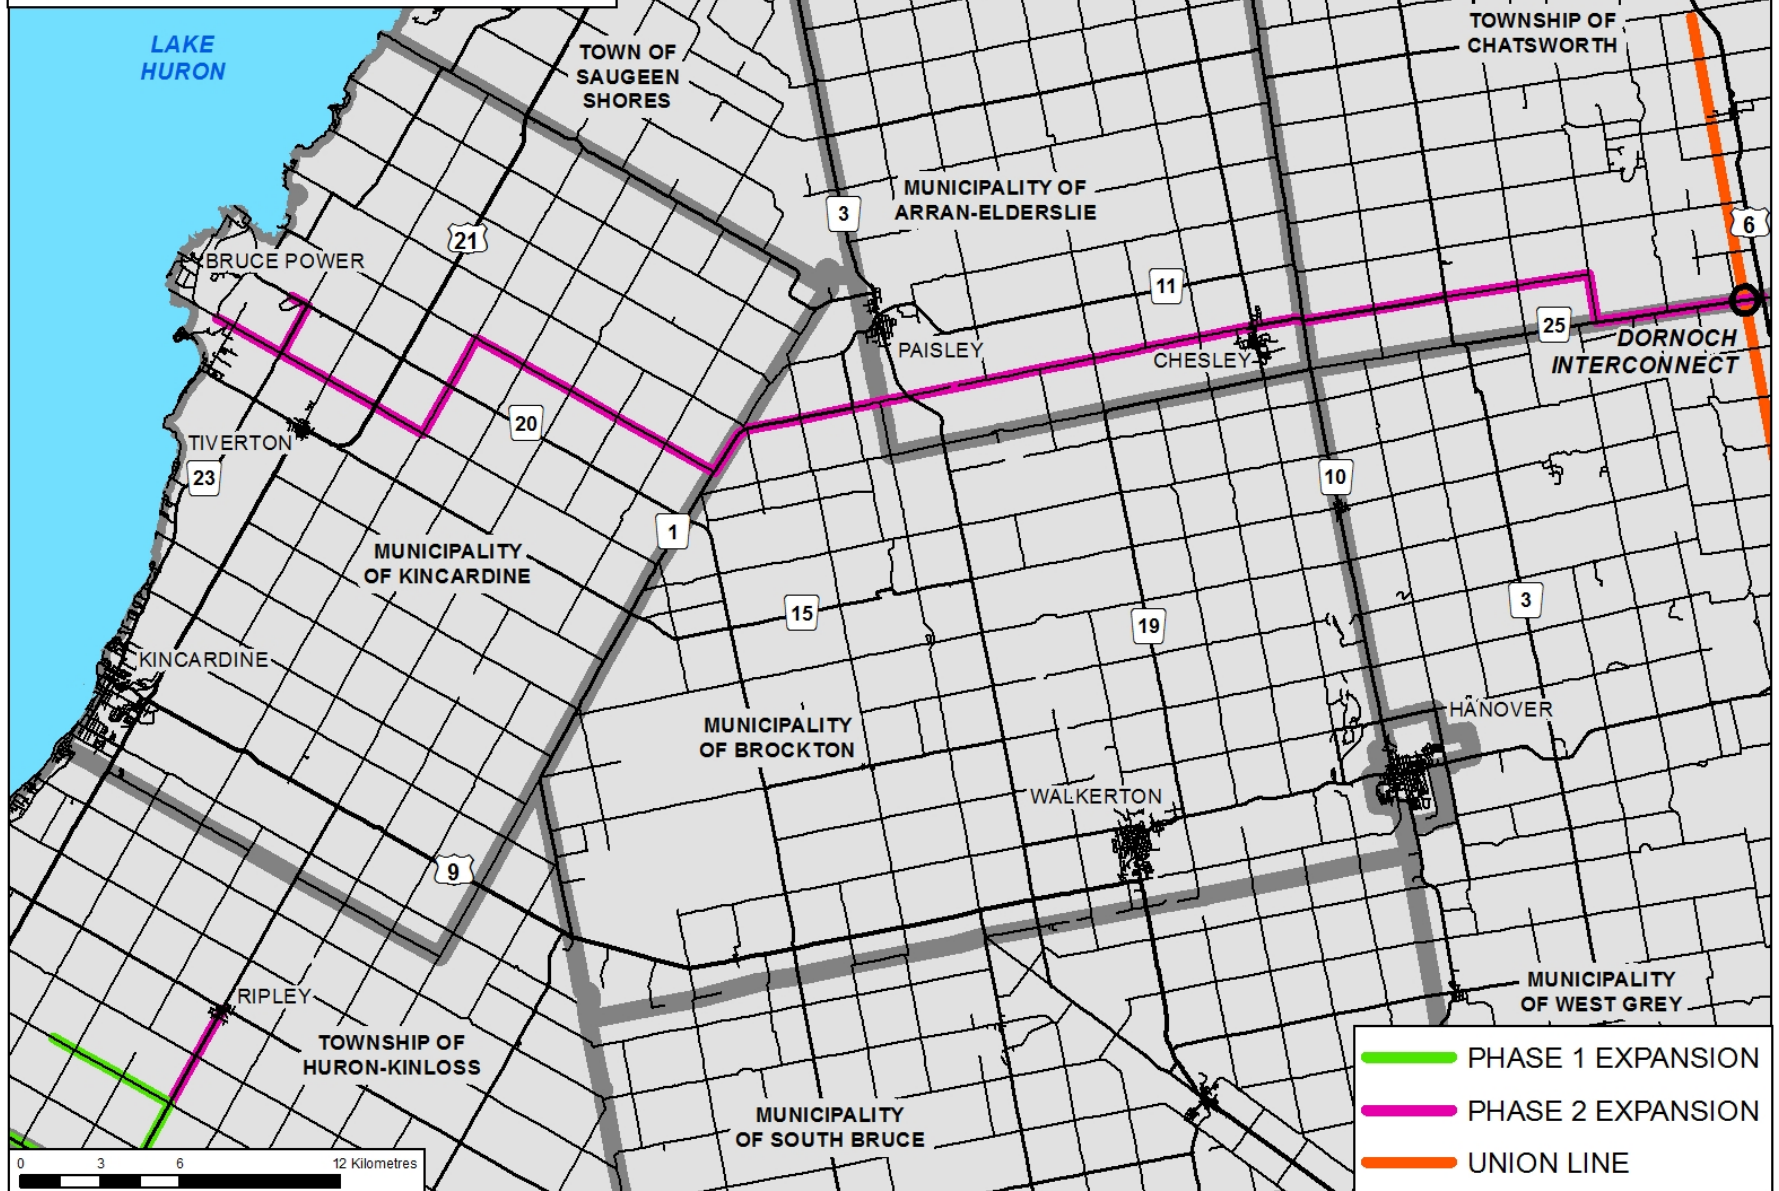 LAKE
HURON
TOWN OF
SAUGEEN
SHORES
TOWNSHIP OF
CHATSWORTH
MUNICIPALITY OF
ARRAN-ELDERSLIE
3
6
21
BRUCE POWER
11
25
PAISLEY
CHESLEY
DORNOCH
INTERCONNECT
20
TIVERTON
23
10
1
MUNICIPALITY
OF KINCARDINE
15
19
3
KINCARDINE
HANOVER
MUNICIPALITY
OF BROCKTON
WALKERTON
9
RIPLEY
MUNICIPALITY
OF WEST GREY
TOWNSHIP OF
HURON-KINLOSS
MUNICIPALITY
OF SOUTH BRUCE
PHASE 1 EXPANSION
PHASE 2 EXPANSION
UNION LINE
0 3 6 12 Kilometres